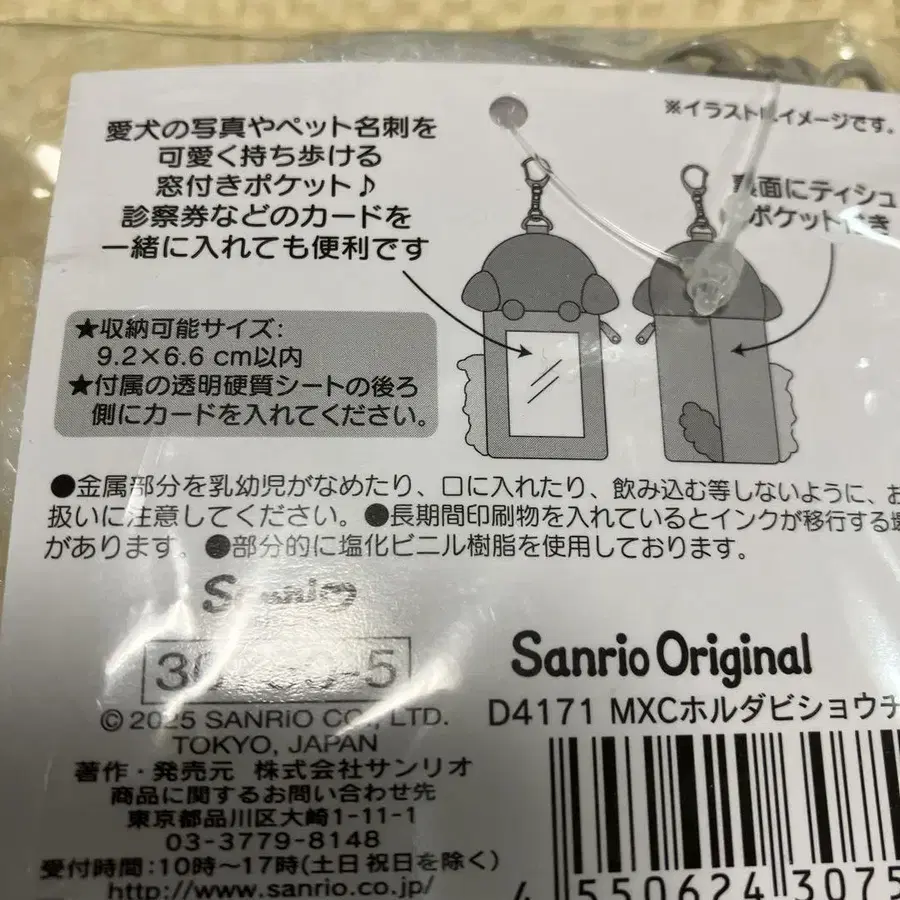 愛犬の写真やペット名刺を
可愛く持ち歩ける
窓付きポケット♪
診察券などのカードを
一緒に入れても便利です
※イラストはイメージです。
裏面にティシュ
ポケット付き
★収納可能サイズ:
9.2×6.6 cm以内
★付属の透明硬質シートの後ろ
側にカードを入れてください。
●金属部分を乳幼児がなめたり、口に入れたり、飲み込む等しないように、お
扱いに注意してください。●長期間印刷物を入れているとインクが移行する場
があります。●部分的に塩化ビニル樹脂を使用しております。
Sanrio
© 2025 SANRIO CO., LTD.
TOKYO, JAPAN
著作・発売元 株式会社サンリオ
商品に関するお問い合わせ先
東京都品川区大崎1-11-1
03-3779-8148
受付時間:10時〜17時(土日祝日を除く)
http://www.sanrio.co.jp/
Sanrio Original
D4171 MXCホルダビショウチ
4 550624 3075